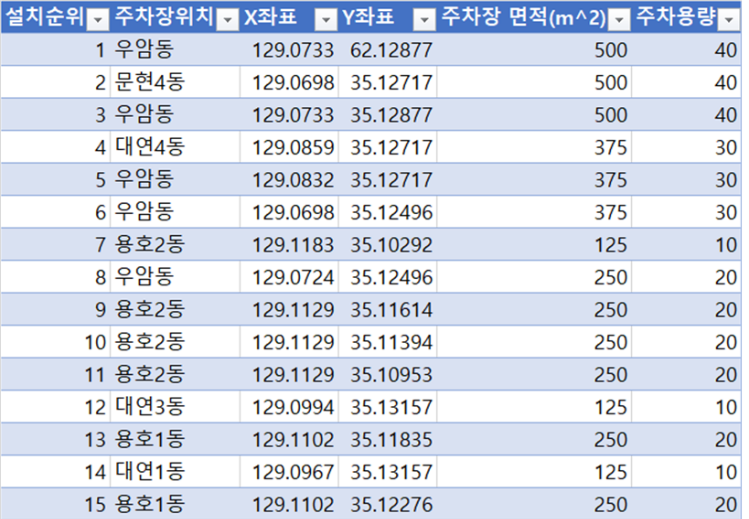 설치순위 주차장위치 X좌표 Y좌표 주차장 면적(m^2) 주차용량
1 우암동 129.0733 62.12877 500 40
2 문현4동 129.0698 35.12717 500 40
3 우암동 129.0733 35.12877 500 40
4 대연4동 129.0859 35.12717 375 30
5 우암동 129.0832 35.12717 375 30
6 우암동 129.0698 35.12496 375 30
7 용호2동 129.1183 35.10292 125 10
8 우암동 129.0724 35.12496 250 20
9 용호2동 129.1129 35.11614 250 20
10 용호2동 129.1129 35.11394 250 20
11 용호2동 129.1129 35.10953 250 20
12 대연3동 129.0994 35.13157 125 10
13 용호1동 129.1102 35.11835 250 20
14 대연1동 129.0967 35.13157 125 10
15 용호1동 129.1102 35.12276 250 20